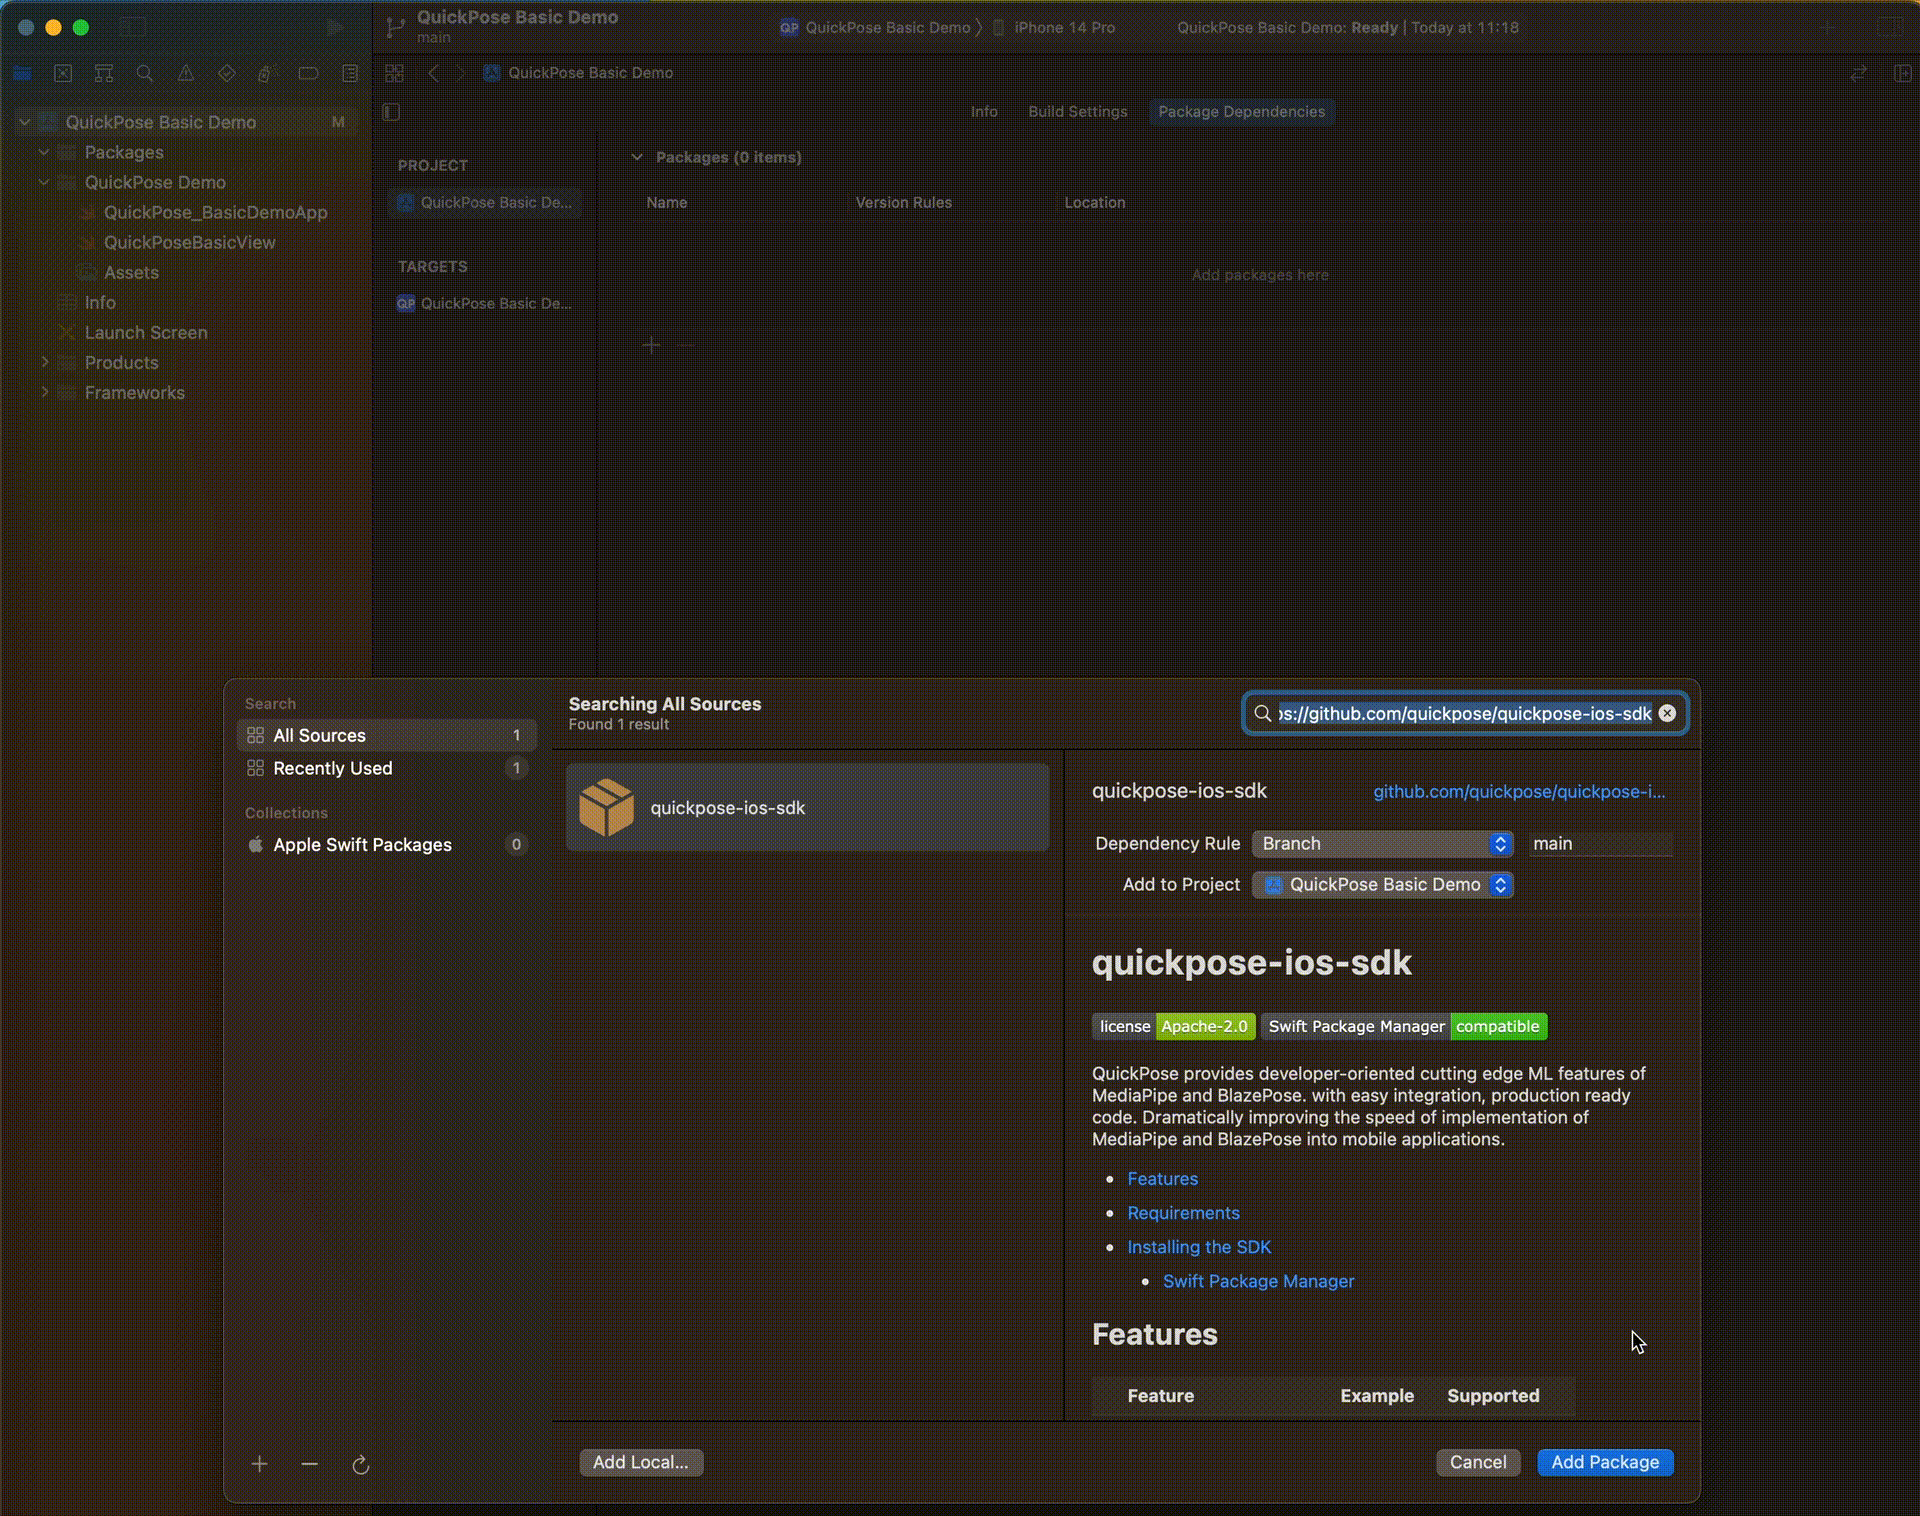 QuickPose Basic Demo
main
QP QuickPose Basic Demo 〉 iPhone 14 Pro
QuickPose Basic Demo: Ready | Today at 11:18
QuickPose Basic Demo
Info
Build Settings
Package Dependencies
QuickPose Basic Demo M
Packages
QuickPose Demo
QuickPose_BasicDemoApp
QuickPoseBasicView
Assets
Info
Launch Screen
Products
Frameworks
PROJECT
QuickPose Basic De...
TARGETS
QP QuickPose Basic De...
Packages (0 items)
Name Version Rules Location
Add packages here
Search
All Sources 1
Recently Used 1
Collections
Apple Swift Packages 0
Searching All Sources
Found 1 result
ps://github.com/quickpose/quickpose-ios-sdk
quickpose-ios-sdk
quickpose-ios-sdk github.com/quickpose/quickpose-i...
Dependency Rule Branch main
Add to Project QuickPose Basic Demo
quickpose-ios-sdk
license Apache-2.0 Swift Package Manager compatible
QuickPose provides developer-oriented cutting edge ML features of
MediaPipe and BlazePose. with easy integration, production ready
code. Dramatically improving the speed of implementation of
MediaPipe and BlazePose into mobile applications.
• Features
• Requirements
• Installing the SDK
• Swift Package Manager
Features
Feature Example Supported
Add Local...
Cancel
Add Package